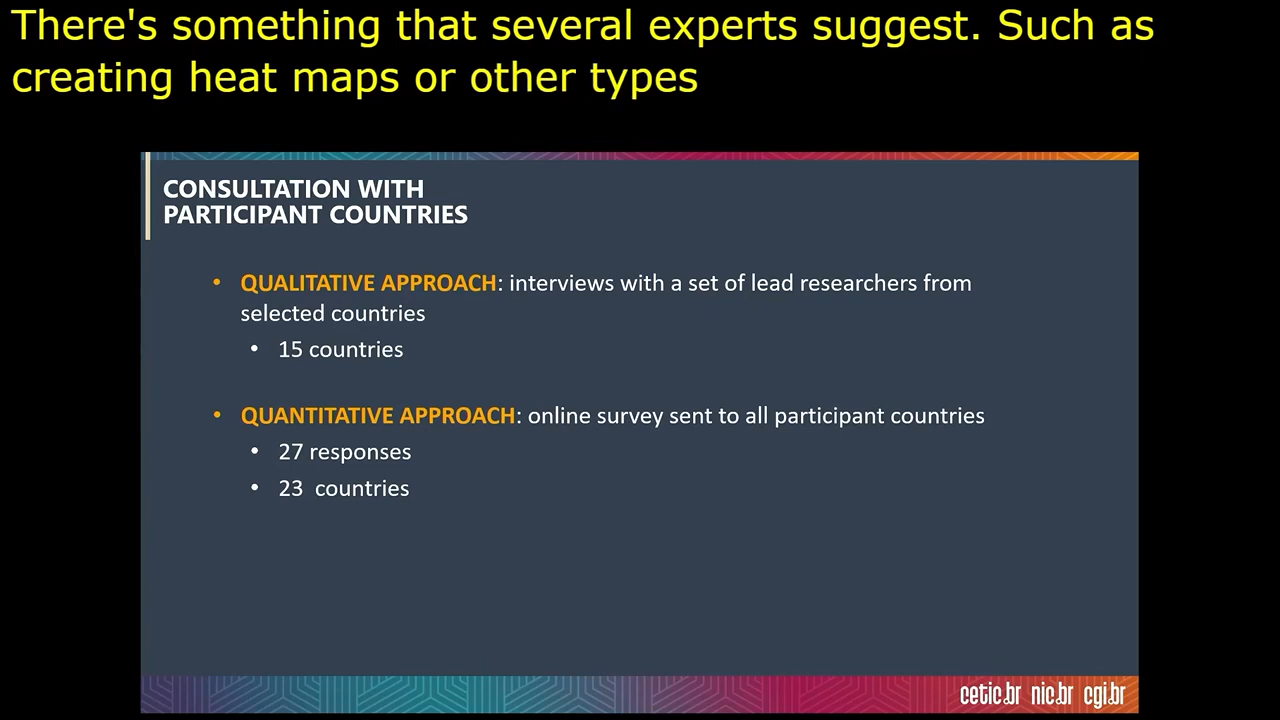 There's something that several experts suggest. Such as
creating heat maps or other types
CONSULTATION WITH
PARTICIPANT COUNTRIES
• QUALITATIVE APPROACH: interviews with a set of lead researchers from
selected countries
• 15 countries
• QUANTITATIVE APPROACH: online survey sent to all participant countries
• 27 responses
• 23 countries
cetic.br nic.br cgi.br